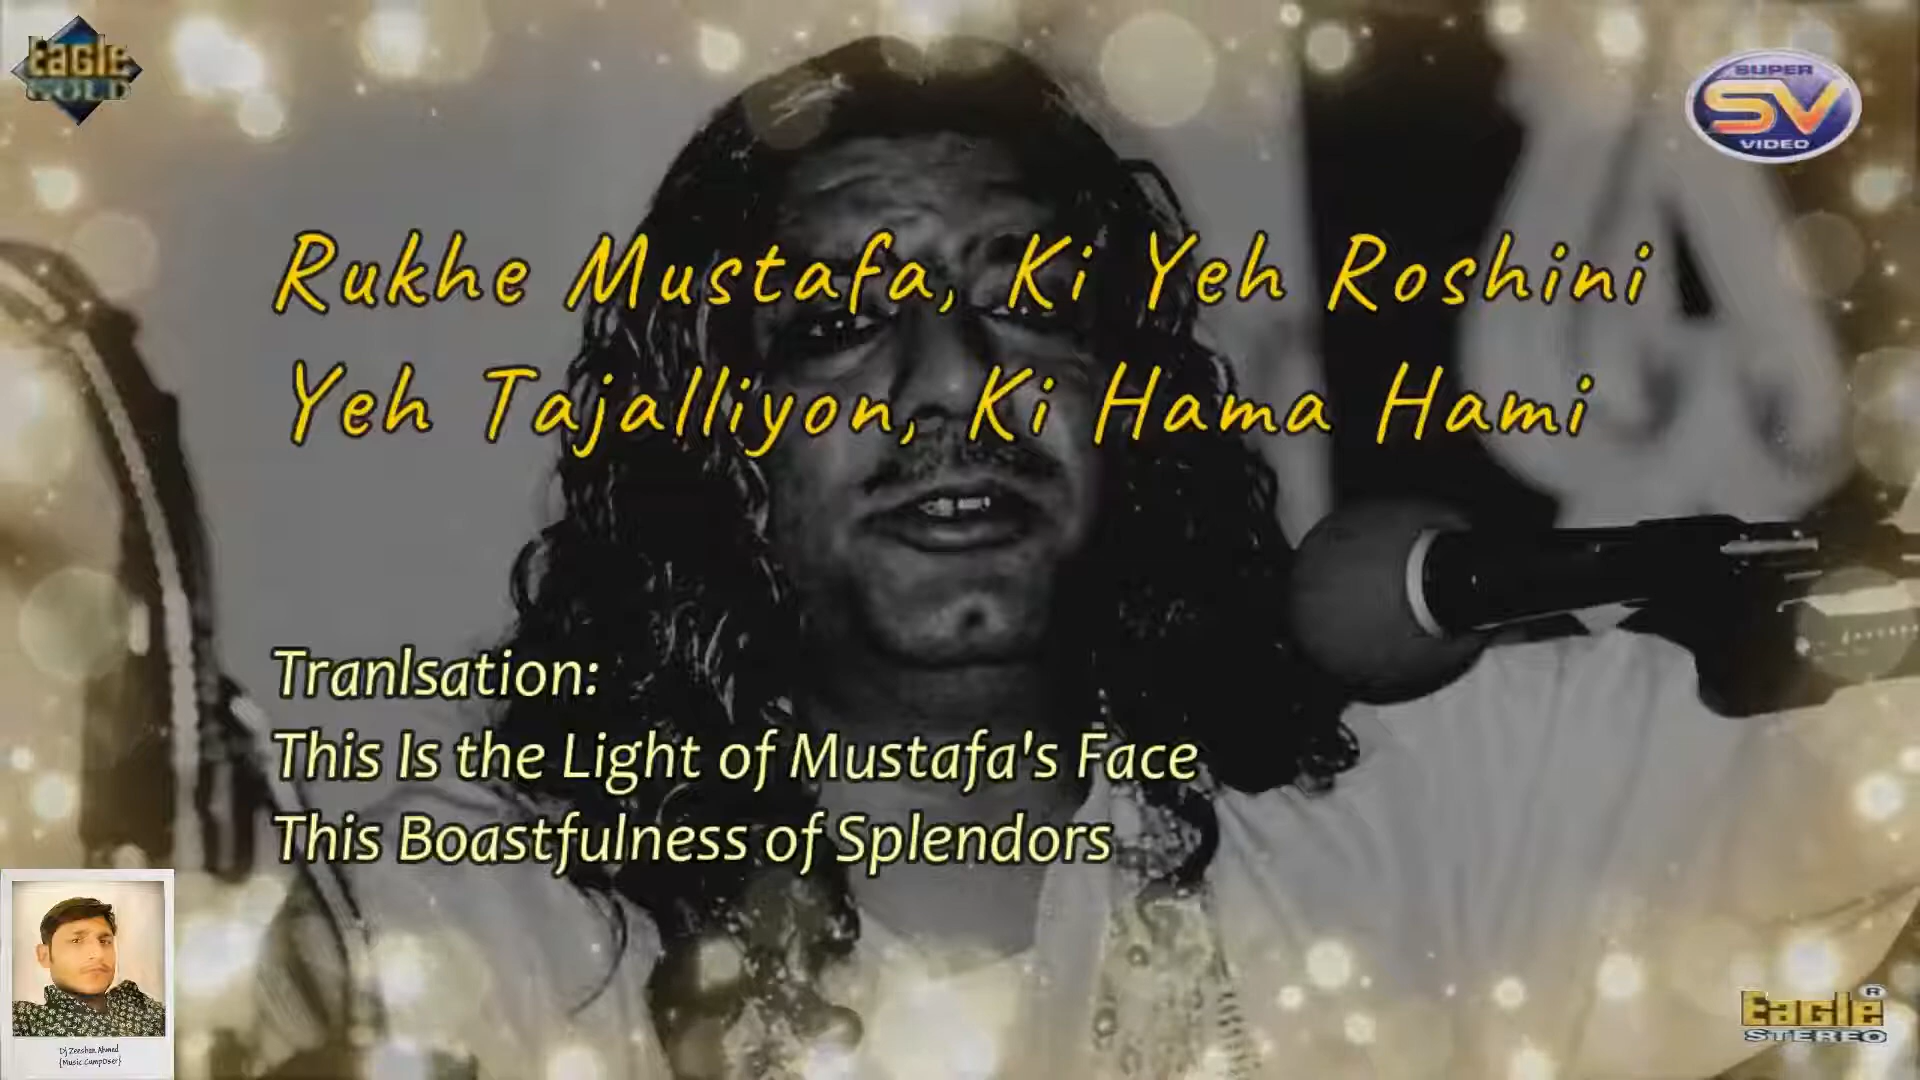 Eagle
GOLD
SUPER
SV
VIDEO
Rukhe Mustafa, Ki Yeh Roshini
Yeh Tajalliyon, Ki Hama Hami
Tranlsation:
This Is the Light of Mustafa's Face
This Boastfulness of Splendors
Dj Zeeshan Ahmed
{Music CumpOser}
Eagle ®
STEREO